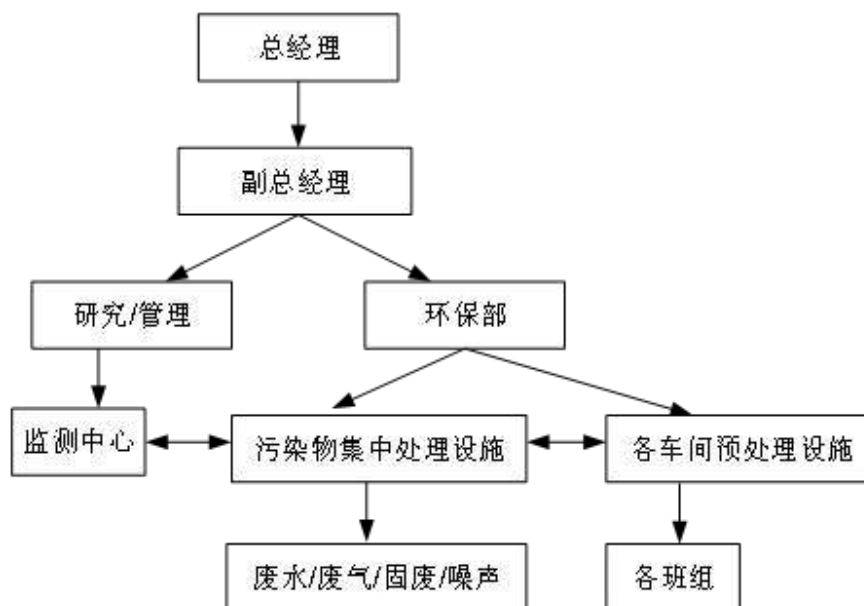 总经理
副总经理
研究/管理
环保部
监测中心
污染物集中处理设施
各车间预处理设施
废水/废气/固废/噪声
各班组